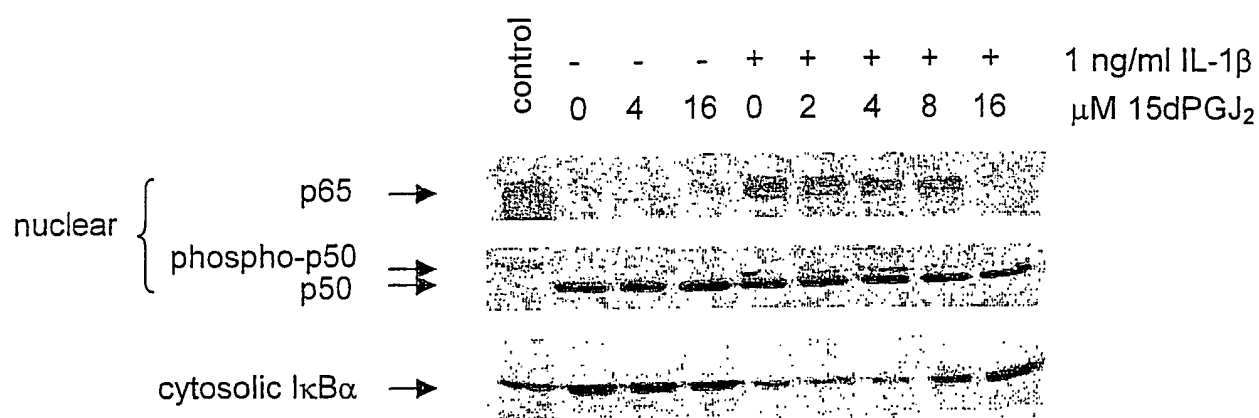 control
- - - + + + + + 1 ng/ml IL-1β
0 4 16 0 2 4 8 16 μM 15dPGJ₂
p65
nuclear
phospho-p50
p50
cytosolic IκBα